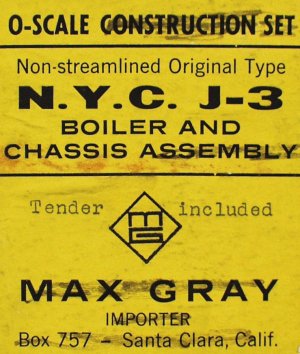 O-SCALE CONSTRUCTION SET
Non-streamlined Original Type
N.Y.C. J-3
BOILER AND
CHASSIS ASSEMBLY
Tender included
MG
MAX GRAY
IMPORTER
Box 757 – Santa Clara, Calif.